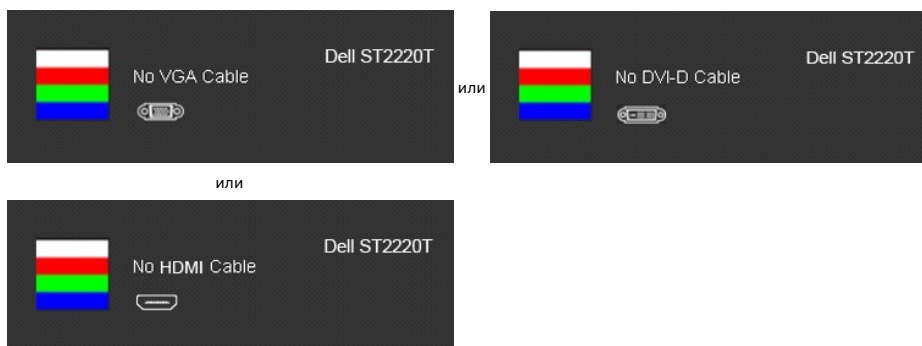 Dell ST2220T
No VGA Cable
или
Dell ST2220T
No DVI-D Cable
или
Dell ST2220T
No HDMI Cable